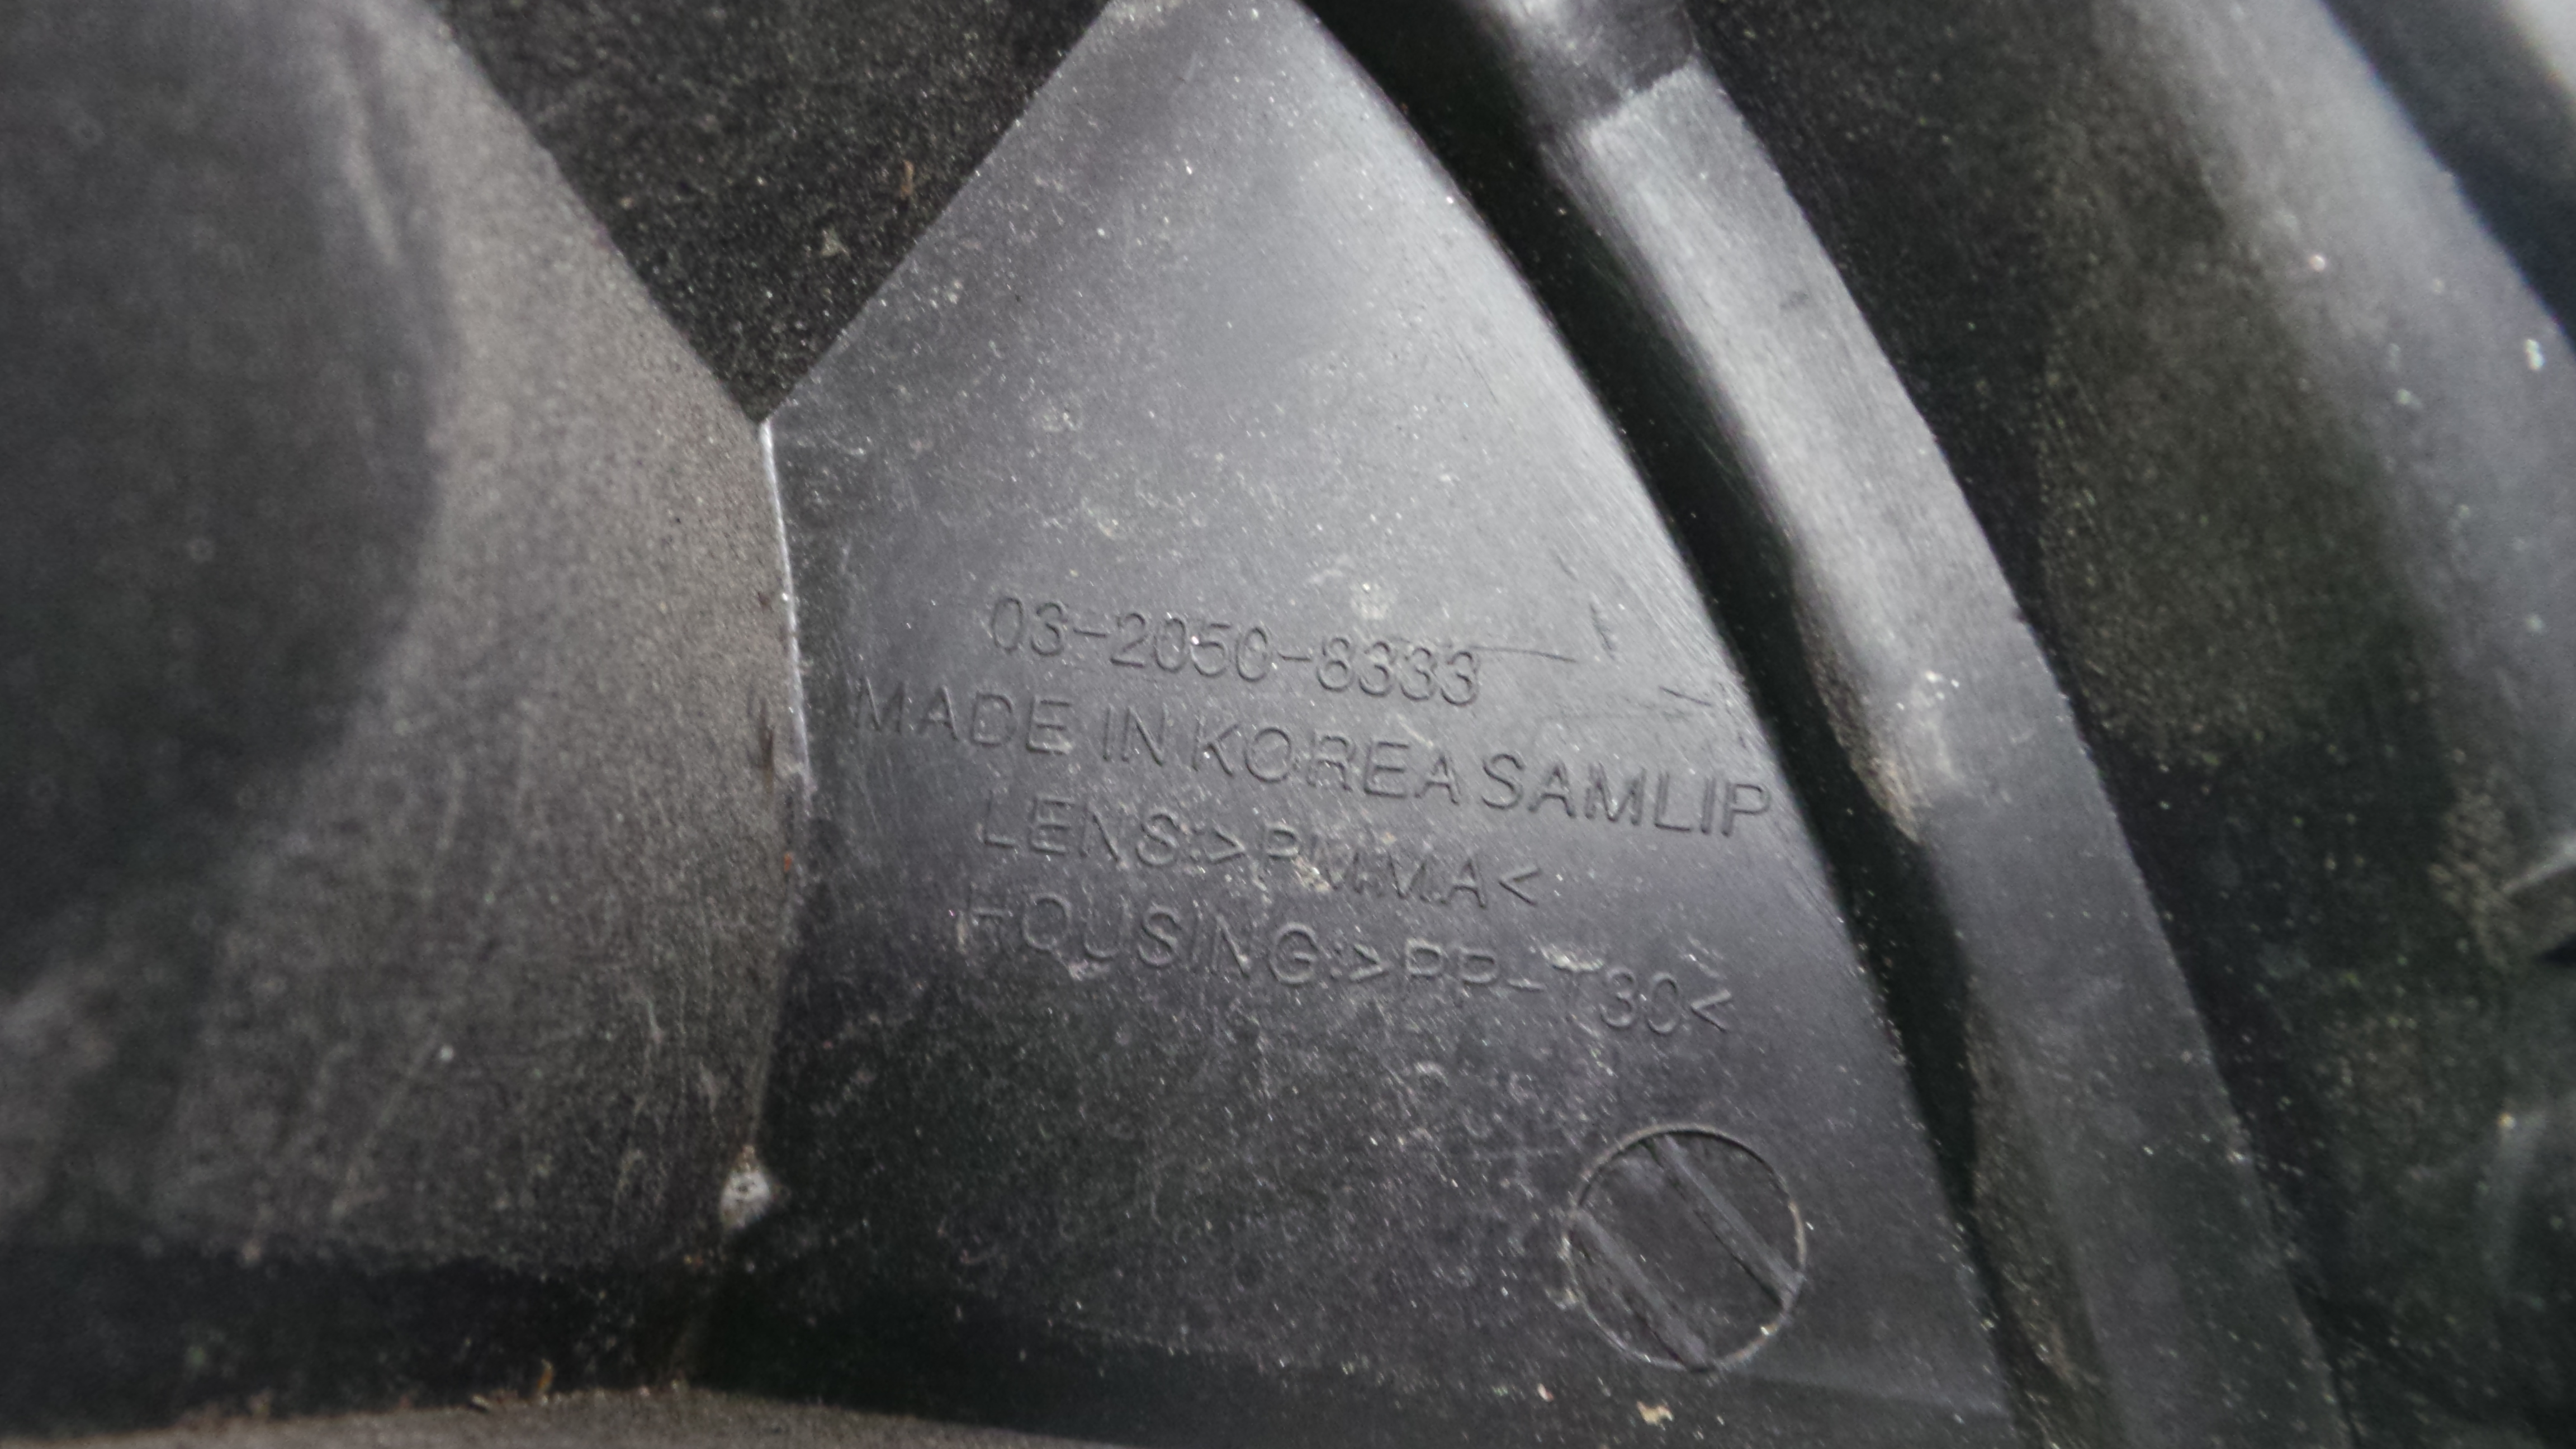 03-2050-8333
MADE IN KOREA SAMLIP
LENS:>PMMA<
HOUSING:>PP-T30<